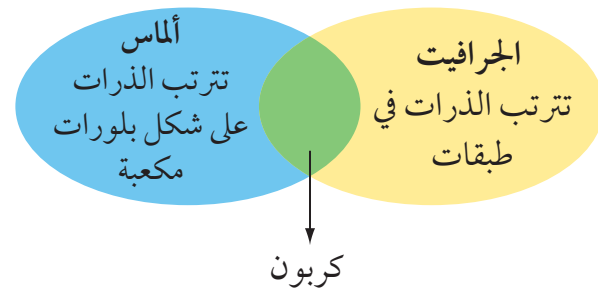 الجرافيت
تترتب الذرات في
طبقات
ألماس
تترتب الذرات
على شكل بلورات
مكعبة
كربون